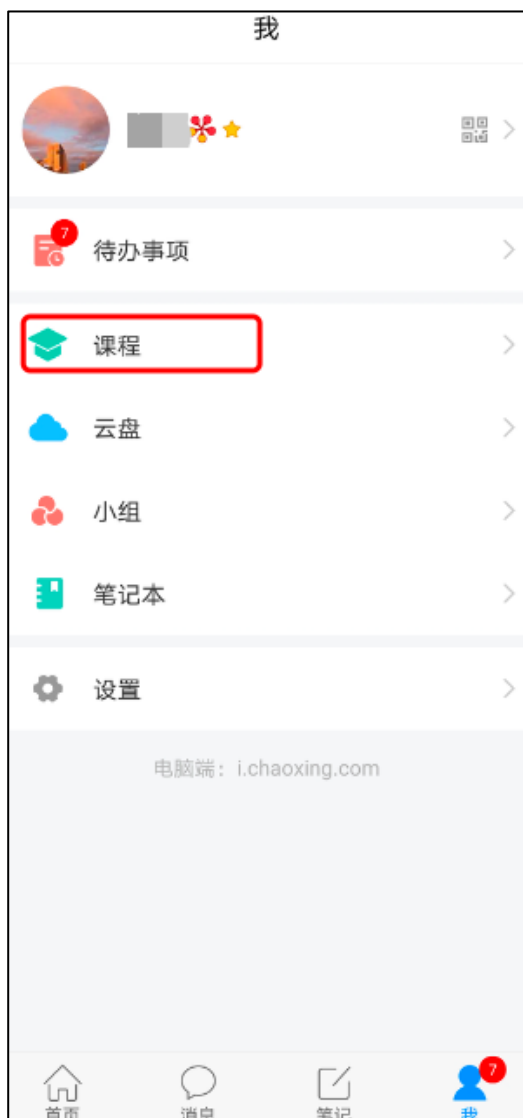 我
7
待办事项
课程
云盘
小组
笔记本
设置
电脑端：i.chaoxing.com
7
首页 消息 笔记 我